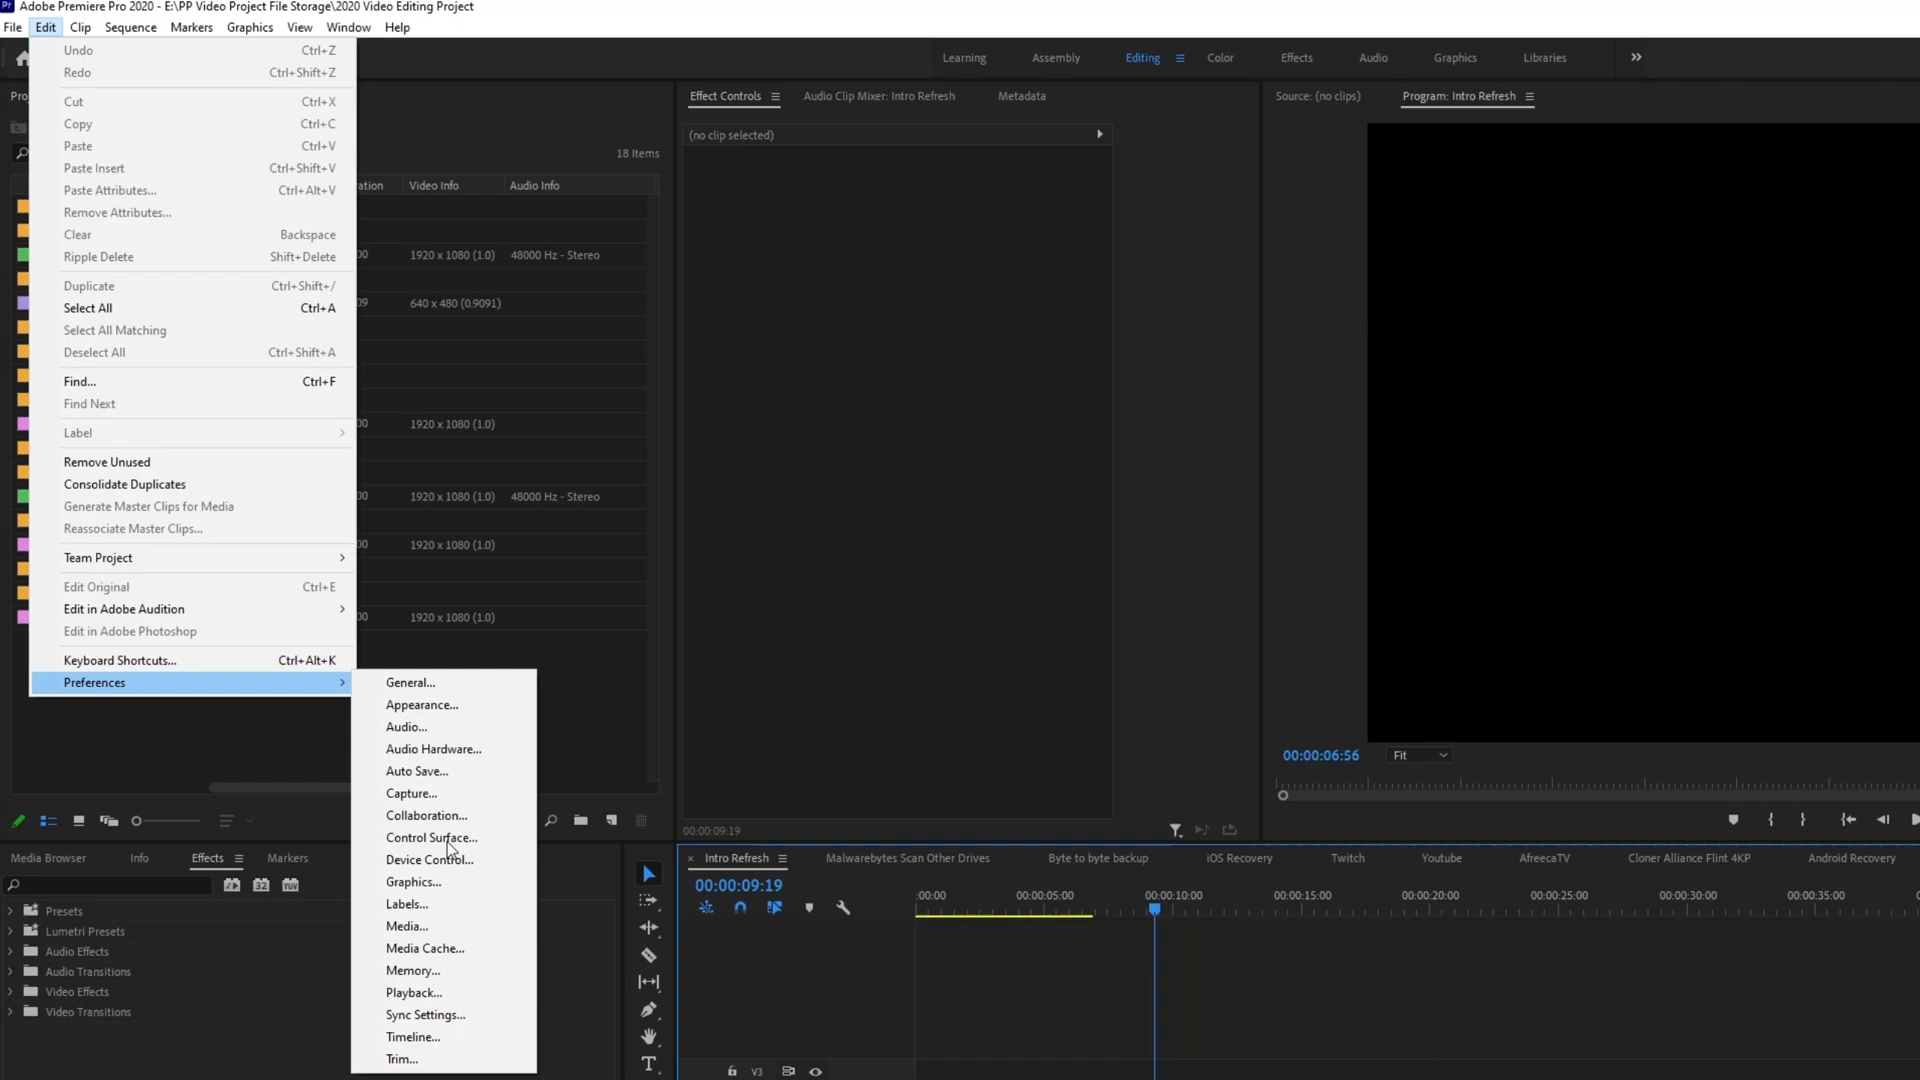 Pr Adobe Premiere Pro 2020 - E:\PP Video Project File Storage\2020 Video Editing Project
File Edit Clip Sequence Markers Graphics View Window Help
Learning Assembly Editing Color Effects Audio Graphics Libraries
Undo Ctrl+Z
Redo Ctrl+Shift+Z
Cut Ctrl+X
Copy Ctrl+C
Paste Ctrl+V
Paste Insert Ctrl+Shift+V
Paste Attributes... Ctrl+Alt+V
Remove Attributes...
Clear Backspace
Ripple Delete Shift+Delete
Duplicate Ctrl+Shift+/
Select All Ctrl+A
Select All Matching
Deselect All Ctrl+Shift+A
Find... Ctrl+F
Find Next
Label
Remove Unused
Consolidate Duplicates
Generate Master Clips for Media
Reassociate Master Clips...
Team Project
Edit Original Ctrl+E
Edit in Adobe Audition
Edit in Adobe Photoshop
Keyboard Shortcuts... Ctrl+Alt+K
Preferences
General...
Appearance...
Audio...
Audio Hardware...
Auto Save...
Capture...
Collaboration...
Control Surface...
Device Control...
Graphics...
Labels...
Media...
Media Cache...
Memory...
Playback...
Sync Settings...
Timeline...
Trim...
18 Items
Video Info Audio Info
1920 x 1080 (1.0) 48000 Hz - Stereo
640 x 480 (0.9091)
1920 x 1080 (1.0)
1920 x 1080 (1.0) 48000 Hz - Stereo
1920 x 1080 (1.0)
1920 x 1080 (1.0)
Effect Controls Audio Clip Mixer: Intro Refresh Metadata
(no clip selected)
00:00:09:19
Source: (no clips) Program: Intro Refresh
00:00:06:56 Fit
Media Browser Info Effects Markers
32 YUV
Presets
Lumetri Presets
Audio Effects
Audio Transitions
Video Effects
Video Transitions
Intro Refresh Malwarebytes Scan Other Drives Byte to byte backup iOS Recovery Twitch Youtube AfreecaTV Cloner Alliance Flint 4KP Android Recovery
00:00:09:19
:00:00 00:00:05:00 00:00:10:00 00:00:15:00 00:00:20:00 00:00:25:00 00:00:30:00 00:00:35:00
V3